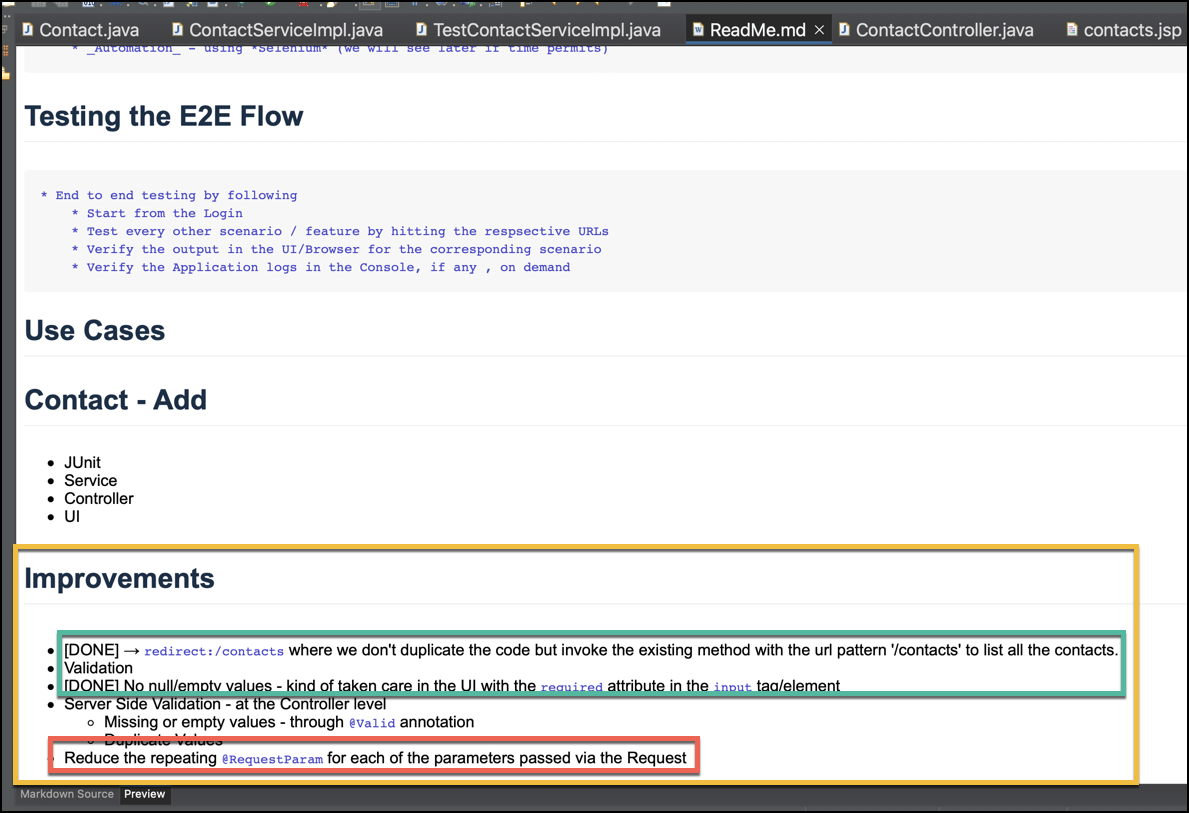 Contact.java ContactServiceImpl.java TestContactServiceImpl.java ReadMe.md × ContactController.java contacts.jsp
* _Automation_ - using *Selenium* (we will see later if time permits)
Testing the E2E Flow
* End to end testing by following
* Start from the Login
* Test every other scenario / feature by hitting the respsective URLs
* Verify the output in the UI/Browser for the corresponding scenario
* Verify the Application logs in the Console, if any , on demand
Use Cases
Contact - Add
• JUnit
• Service
• Controller
• UI
Improvements
• [DONE] → redirect:/contacts where we don't duplicate the code but invoke the existing method with the url pattern '/contacts' to list all the contacts.
• Validation
• [DONE] No null/empty values - kind of taken care in the UI with the required attribute in the input tag/element
• Server Side Validation - at the Controller level
◦ Missing or empty values - through @Valid annotation
◦ Duplicate Values
• Reduce the repeating @RequestParam for each of the parameters passed via the Request
Markdown Source Preview